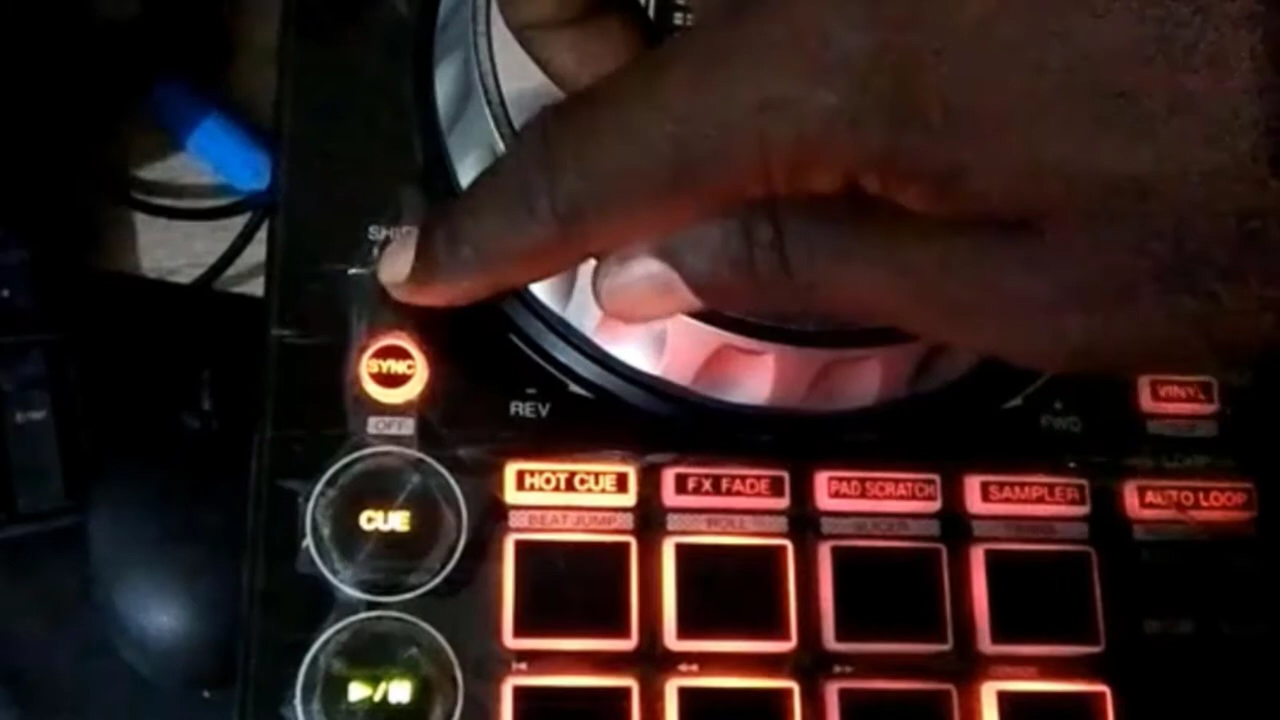 SHIF
SYNC
OFF
REV
FWD
VINYL
CUE
HOT CUE
FX FADE
PAD SCRATCH
SAMPLER
AUTO LOOP
BEAT JUMP
ROLL
SLICER
▶/❚❚